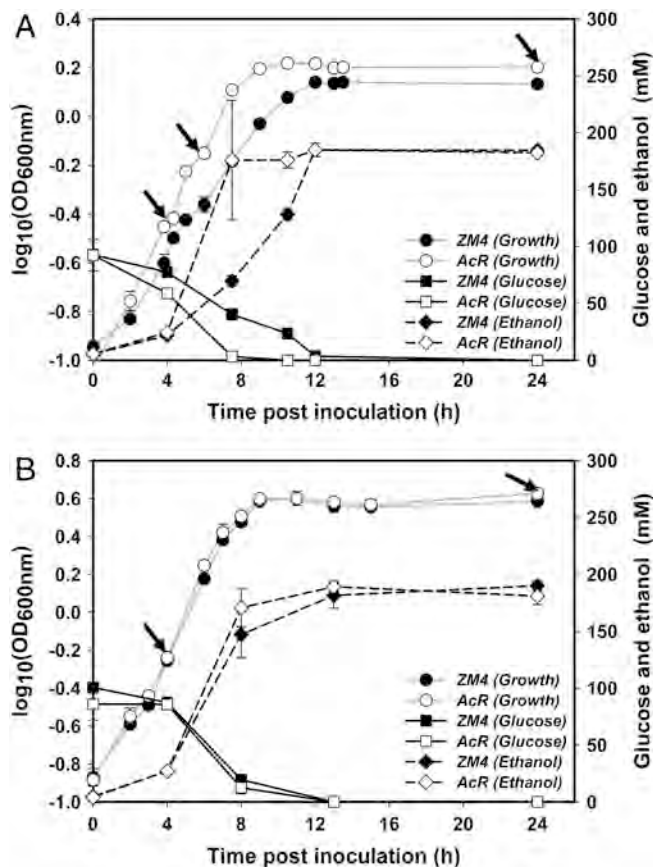 A
0.4
0.2
0.0
-0.2
-0.4
-0.6
-0.8
-1.0
log10(OD600nm)
300
250
200
150
100
50
0
Glucose and ethanol (mM)
ZM4 (Growth)
AcR (Growth)
ZM4 (Glucose)
AcR (Glucose)
ZM4 (Ethanol)
AcR (Ethanol)
0 4 8 12 16 20 24
Time post inoculation (h)
B
0.8
0.6
0.4
0.2
0.0
-0.2
-0.4
-0.6
-0.8
-1.0
log10(OD600nm)
300
250
200
150
100
50
0
Glucose and ethanol (mM)
ZM4 (Growth)
AcR (Growth)
ZM4 (Glucose)
AcR (Glucose)
ZM4 (Ethanol)
AcR (Ethanol)
0 4 8 12 16 20 24
Time post inoculation (h)